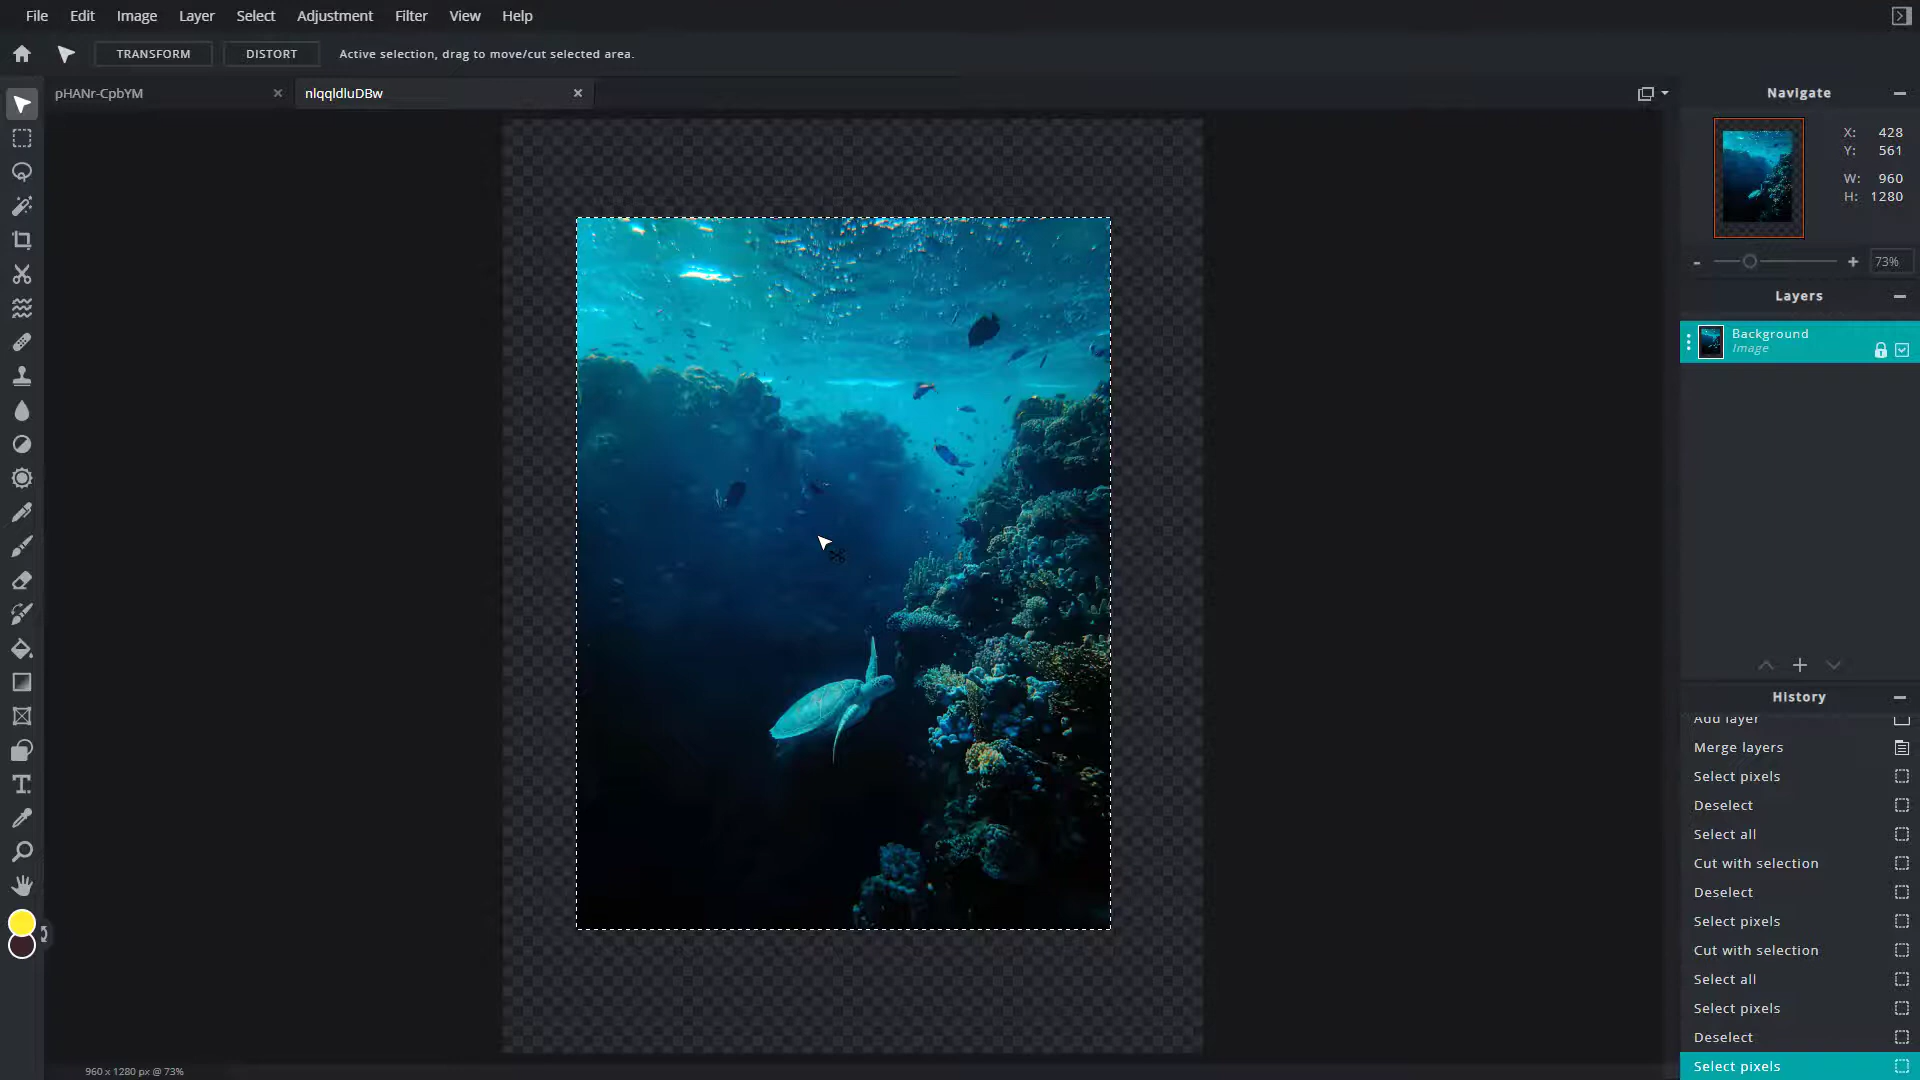 File Edit Image Layer Select Adjustment Filter View Help
TRANSFORM DISTORT Active selection, drag to move/cut selected area.
pHANr-CpbYM
nlqqldluDBw
Navigate
X: 428
Y: 561
W: 960
H: 1280
- + 73%
Layers
Background
Image
History
Add layer
Merge layers
Select pixels
Deselect
Select all
Cut with selection
Deselect
Select pixels
Cut with selection
Select all
Select pixels
Deselect
Select pixels
960 x 1280 px @ 73%